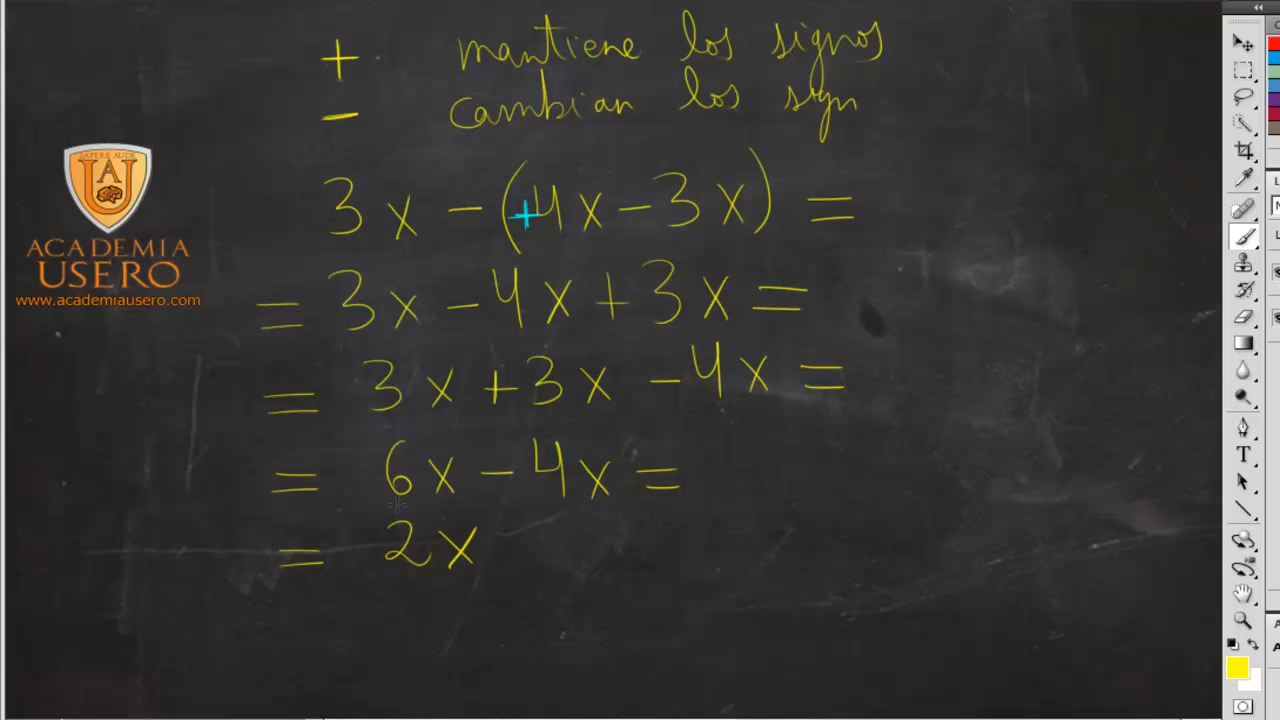 + mantiene los signos
- cambian los sign
SAPERE AUDE
UA
ACADEMIA
USERO
www.academiausero.com
3x - (+4x - 3x) =
= 3x - 4x + 3x =
= 3x + 3x - 4x =
= 6x - 4x =
= 2x